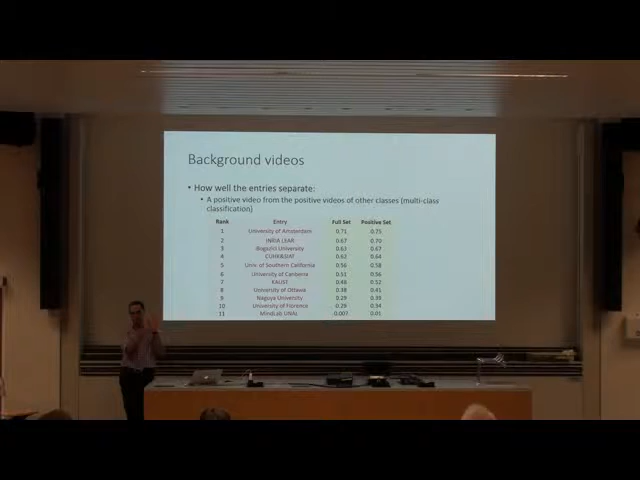 Background videos
• How well the entries separate:
• A positive video from the positive videos of other classes (multi-class
classification)
Rank Entry Full Set Positive Set
1 University of Amsterdam 0.71 0.75
2 INRIA LEAR 0.67 0.70
3 Bogazici University 0.63 0.67
4 CUHK&SIAT 0.62 0.64
5 Univ. of Southern California 0.56 0.58
6 University of Canberra 0.51 0.56
7 KAUST 0.48 0.52
8 University of Ottawa 0.38 0.41
9 Nagoya University 0.29 0.39
10 University of Florence 0.29 0.34
11 MindLab UNAL 0.007 0.01